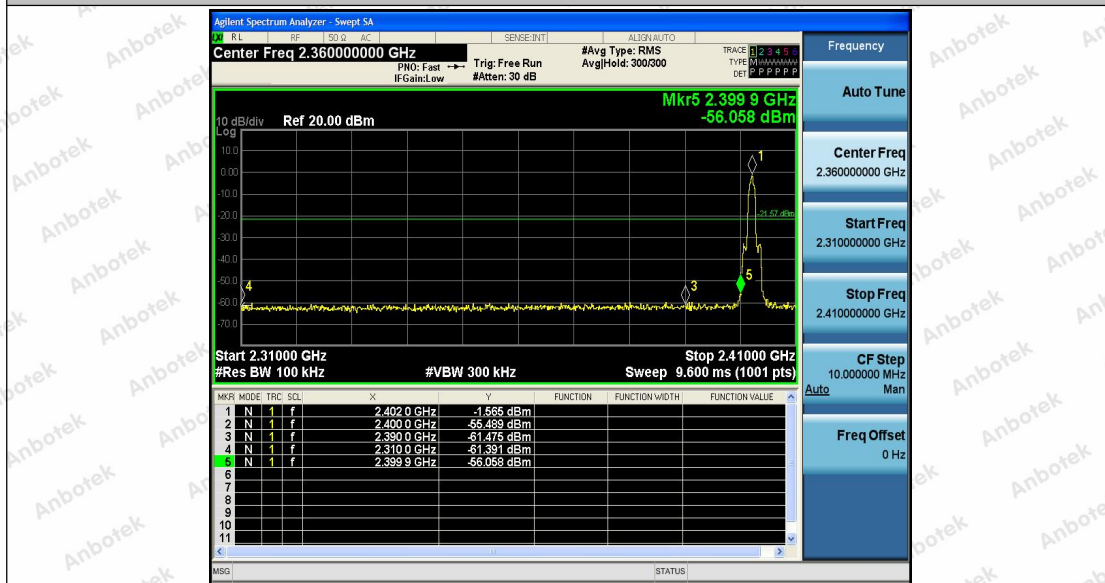 Agilent Spectrum Analyzer - Swept SA
LXI RL RF 50 Ω AC SENSE:INT ALIGNAUTO
Center Freq 2.360000000 GHz
PNO: Fast
IFGain:Low
Trig: Free Run
#Atten: 30 dB
#Avg Type: RMS
Avg|Hold: 300/300
TRACE 1 2 3 4 5 6
TYPE M
DET P P P P P P
Mkr5 2.399 9 GHz
-56.058 dBm
10 dB/div Ref 20.00 dBm
Log
10.0
0.00
-10.0
-20.0
-30.0
-40.0
-50.0
-60.0
-70.0
1
-21.57 dBm
5
4
3
Start 2.31000 GHz Stop 2.41000 GHz
#Res BW 100 kHz #VBW 300 kHz Sweep 9.600 ms (1001 pts)
MKR MODE TRC SCL X Y FUNCTION FUNCTION WIDTH FUNCTION VALUE
1 N 1 f 2.402 0 GHz -1.565 dBm
2 N 1 f 2.400 0 GHz -55.489 dBm
3 N 1 f 2.390 0 GHz -61.475 dBm
4 N 1 f 2.310 0 GHz -61.391 dBm
5 N 1 f 2.399 9 GHz -56.058 dBm
6
7
8
9
10
11
MSG STATUS
Frequency
Auto Tune
Center Freq
2.360000000 GHz
Start Freq
2.310000000 GHz
Stop Freq
2.410000000 GHz
CF Step
10.000000 MHz
Auto Man
Freq Offset
0 Hz
Anbotek